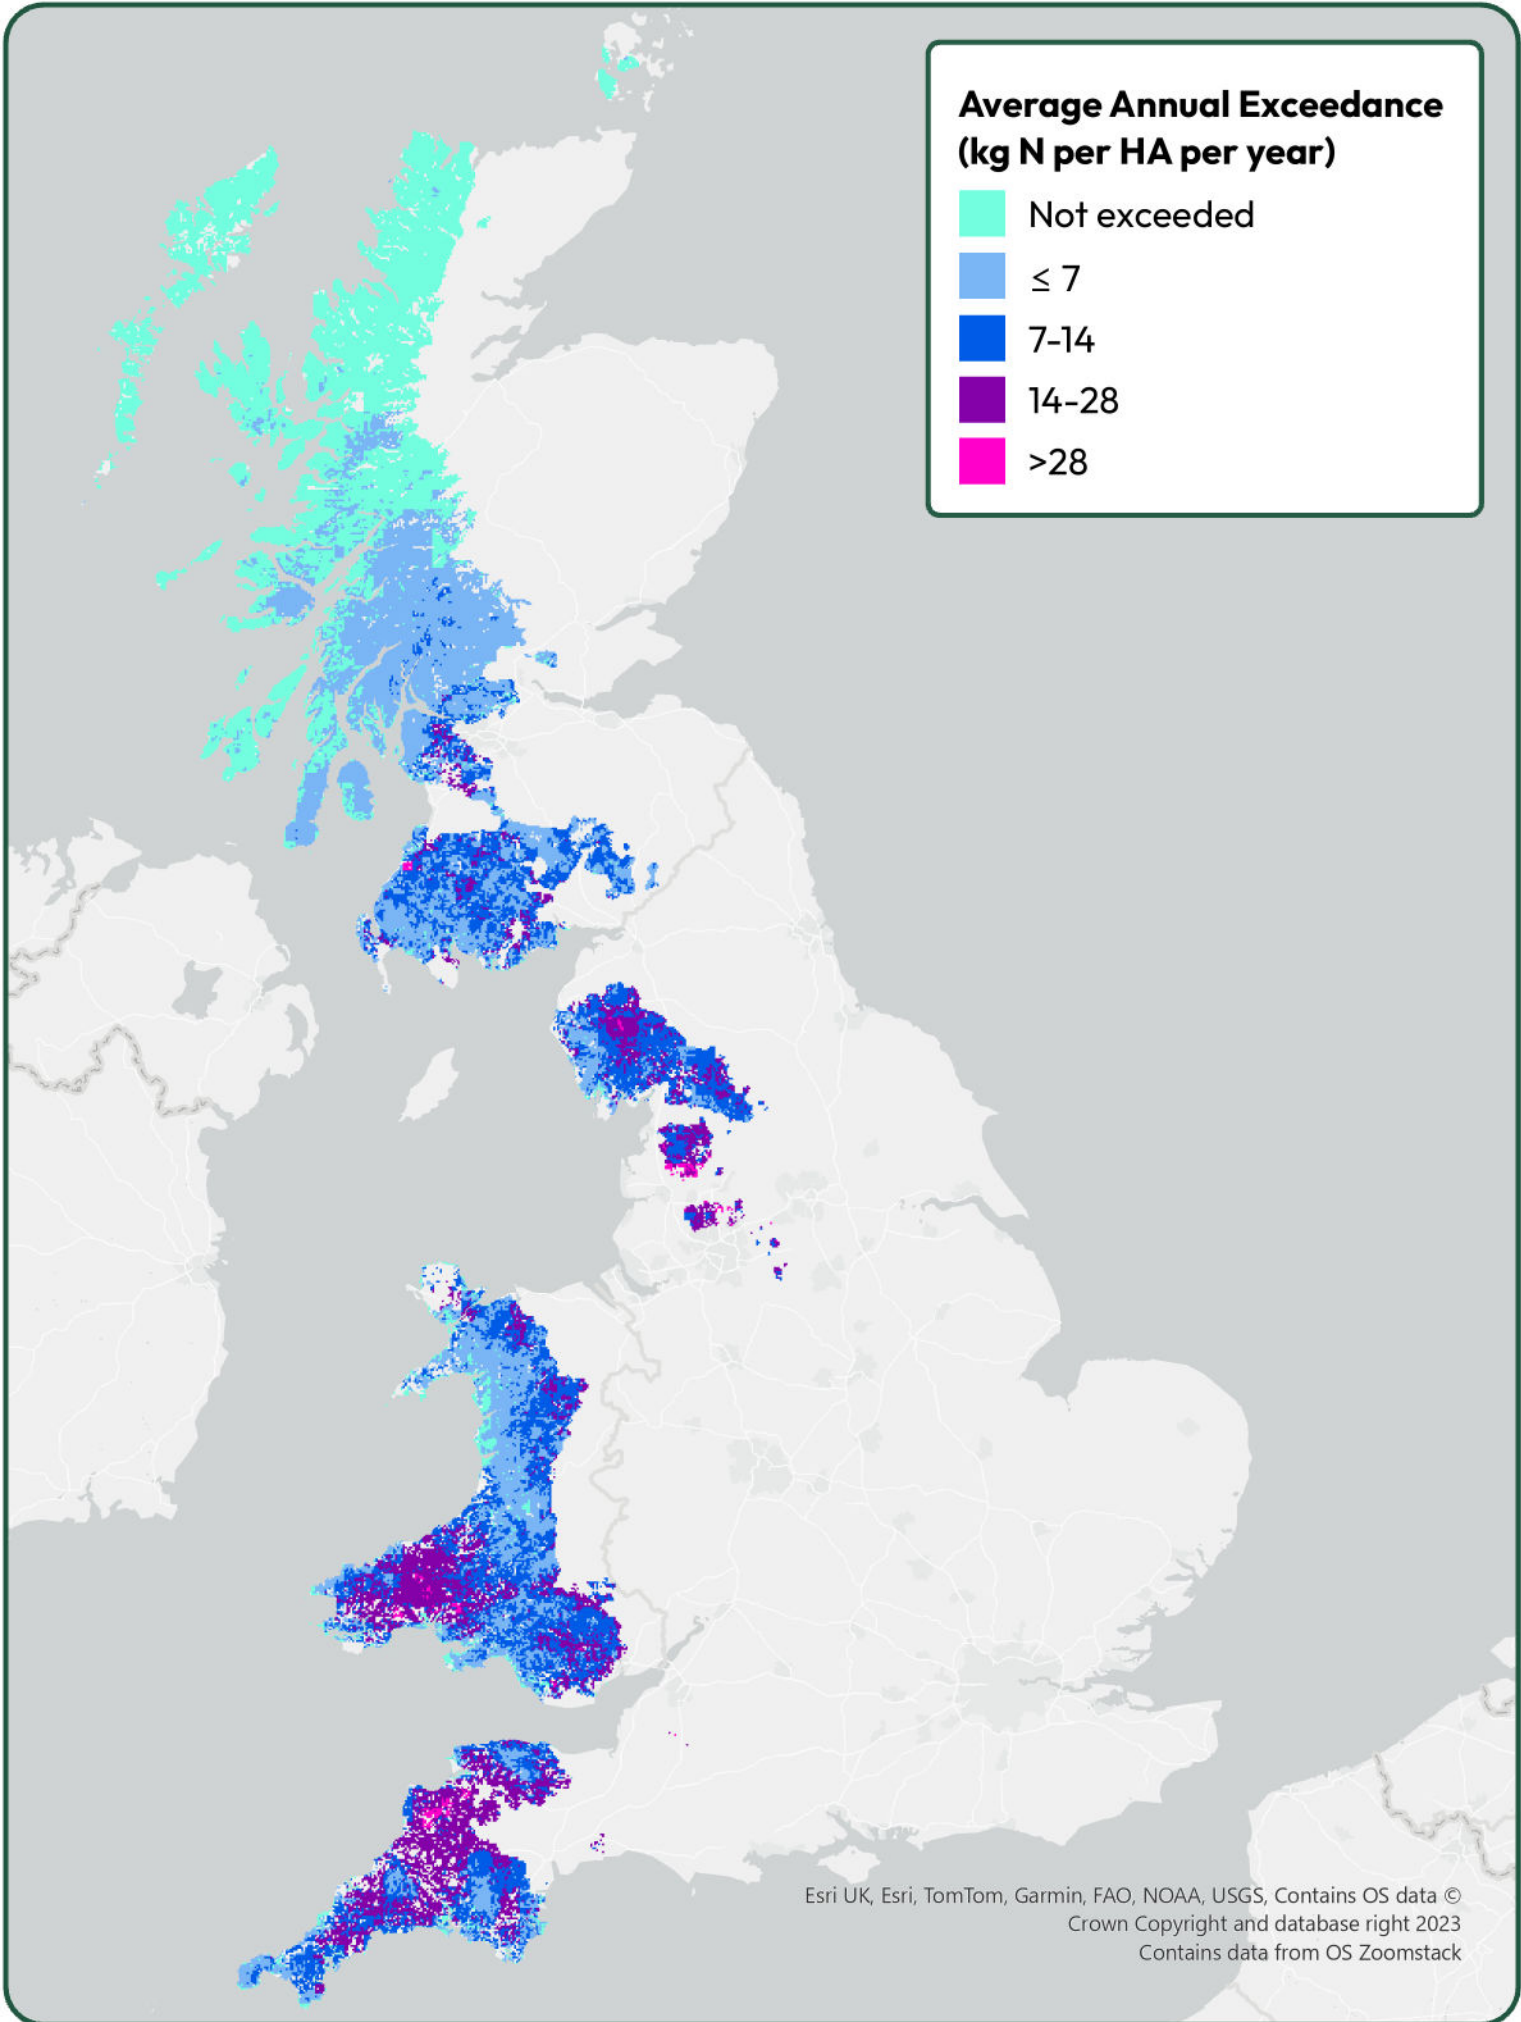 Average Annual Exceedance
(kg N per HA per year)
Not exceeded
≤ 7
7-14
14-28
>28
Esri UK, Esri, TomTom, Garmin, FAO, NOAA, USGS, Contains OS data ©
Crown Copyright and database right 2023
Contains data from OS Zoomstack